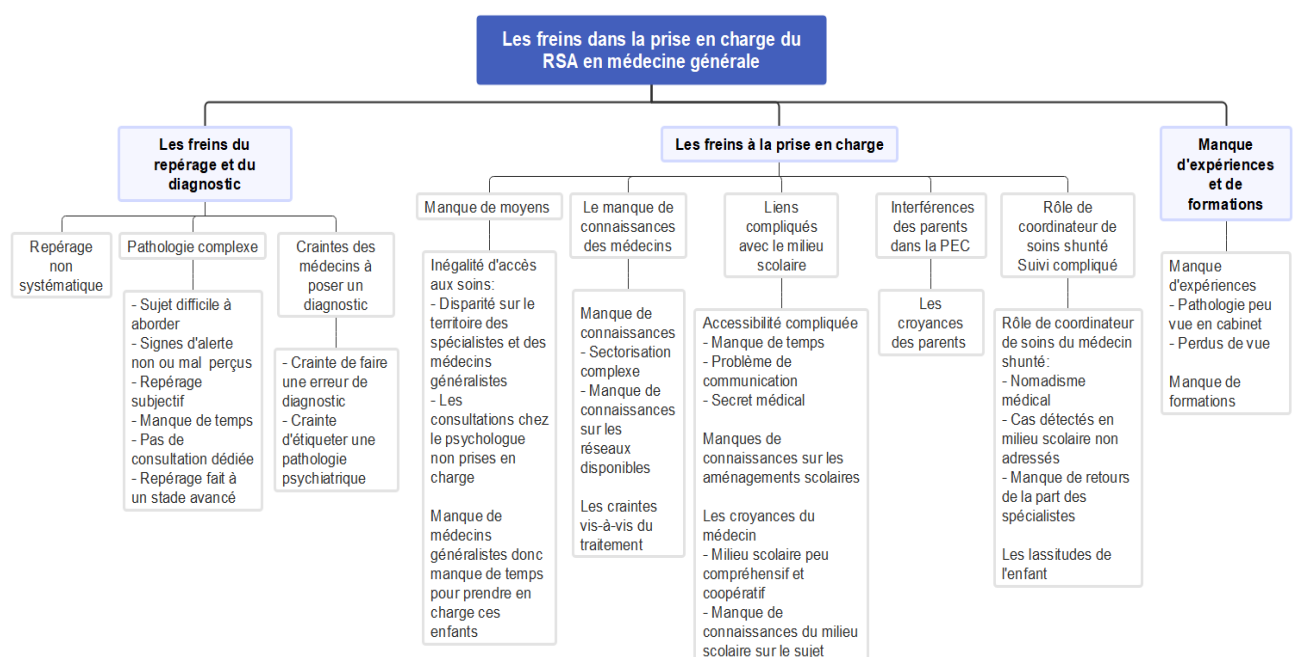 Les freins dans la prise en charge du
RSA en médecine générale
Les freins du
repérage et du
diagnostic
Repérage
non
systématique
Pathologie complexe
- Sujet difficile à
aborder
- Signes d'alerte
non ou mal perçus
- Repérage
subjectif
- Manque de temps
- Pas de
consultation dédiée
- Repérage fait à
un stade avancé
Craintes des
médecins à
poser un
diagnostic
- Crainte de faire
une erreur de
diagnostic
- Crainte
d'étiqueter une
pathologie
psychiatrique
Les freins à la prise en charge
Manque de moyens
Inégalité d'accès
aux soins:
- Disparité sur le
territoire des
spécialistes et des
médecins
généralistes
- Les
consultations chez
le psychologue
non prises en
charge
Manque de
médecins
généralistes donc
manque de temps
pour prendre en
charge ces
enfants
Le manque de
connaissances
des médecins
Manque de
connaissances
- Sectorisation
complexe
- Manque de
connaissances
sur les
réseaux
disponibles
Les craintes
vis-à-vis du
traitement
Liens
compliqués
avec le milieu
scolaire
Accessibilité compliquée
- Manque de temps
- Problème de
communication
- Secret médical
Manques de
connaissances sur les
aménagements scolaires
Les croyances du
médecin
- Milieu scolaire peu
compréhensif et
coopératif
- Manque de
connaissances du milieu
scolaire sur le sujet
Interférences
des parents
dans la PEC
Les
croyances
des parents
Rôle de
coordinateur de
soins shunté
Suivi compliqué
Rôle de coordinateur
de soins du médecin
shunté:
- Nomadisme
médical
- Cas détectés en
milieu scolaire non
adressés
- Manque de retours
de la part des
spécialistes
Les lassitudes de
l'enfant
Manque
d'expériences
et de
formations
Manque
d'expériences
- Pathologie peu
vue en cabinet
- Perdus de vue
Manque de
formations